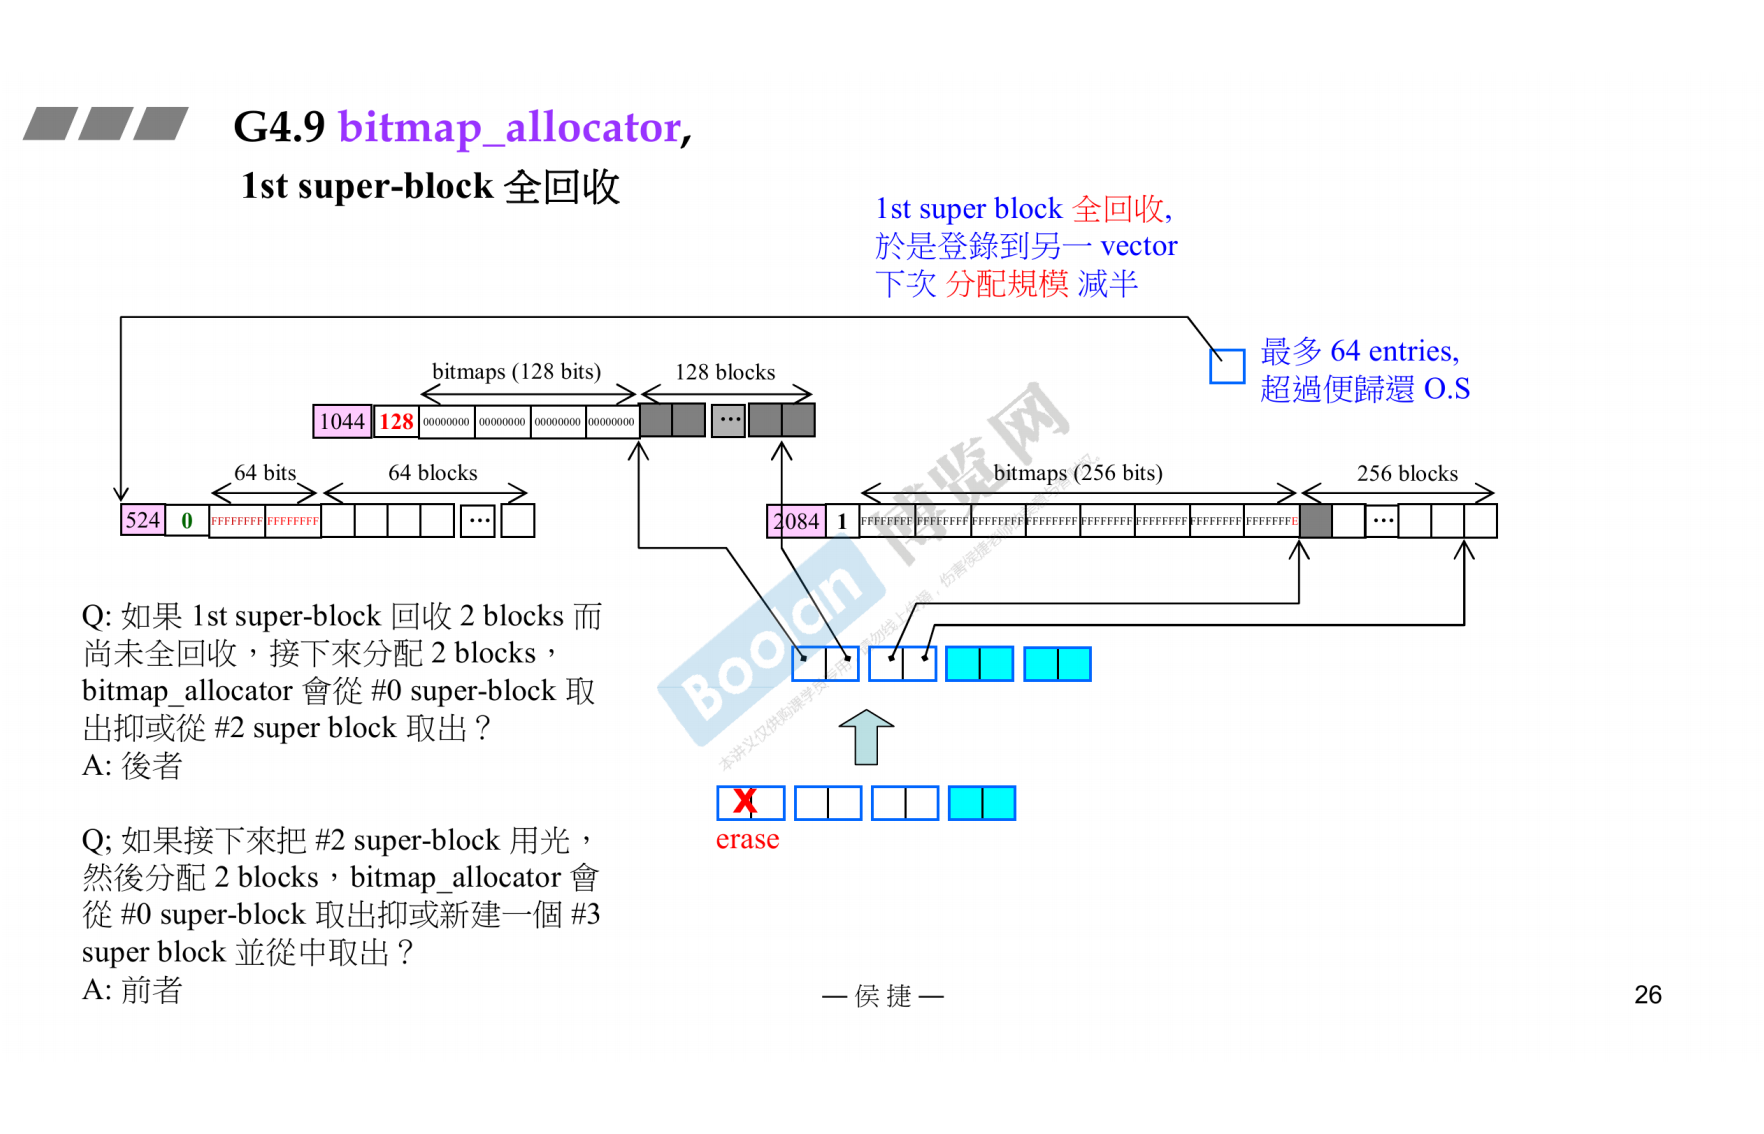 G4.9 bitmap_allocator,
1st super-block 全回收
1st super block 全回收,
於是登錄到另一 vector
下次 分配規模 減半
最多 64 entries,
超過便歸還 O.S
bitmaps (128 bits)
128 blocks
1044 128 00000000 00000000 00000000 00000000 ...
64 bits
64 blocks
bitmaps (256 bits)
256 blocks
524 0 FFFFFFFF FFFFFFFF ...
2084 1 FFFFFFFF FFFFFFFF FFFFFFFF FFFFFFFF FFFFFFFF FFFFFFFF FFFFFFFF FFFFFFFE ...
Q: 如果 1st super-block 回收 2 blocks 而
尚未全回收，接下來分配 2 blocks，
bitmap_allocator 會從 #0 super-block 取
出抑或從 #2 super block 取出？
A: 後者
Q; 如果接下來把 #2 super-block 用光，
然後分配 2 blocks，bitmap_allocator 會
從 #0 super-block 取出抑或新建一個 #3
super block 並從中取出？
A: 前者
X
erase
Boolan
博览网
— 侯 捷 —
26